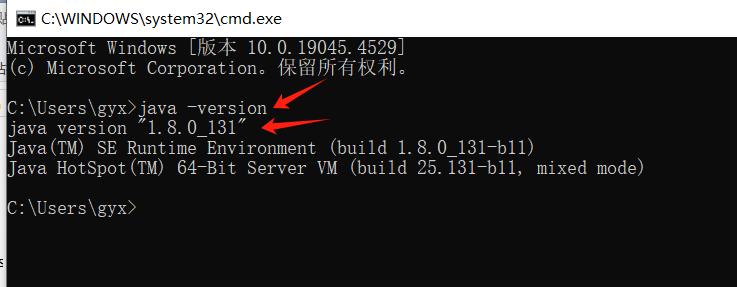 C:\WINDOWS\system32\cmd.exe
Microsoft Windows [版本 10.0.19045.4529]
(c) Microsoft Corporation。保留所有权利。
C:\Users\gyx>java -version
java version "1.8.0_131"
Java(TM) SE Runtime Environment (build 1.8.0_131-b11)
Java HotSpot(TM) 64-Bit Server VM (build 25.131-b11, mixed mode)
C:\Users\gyx>